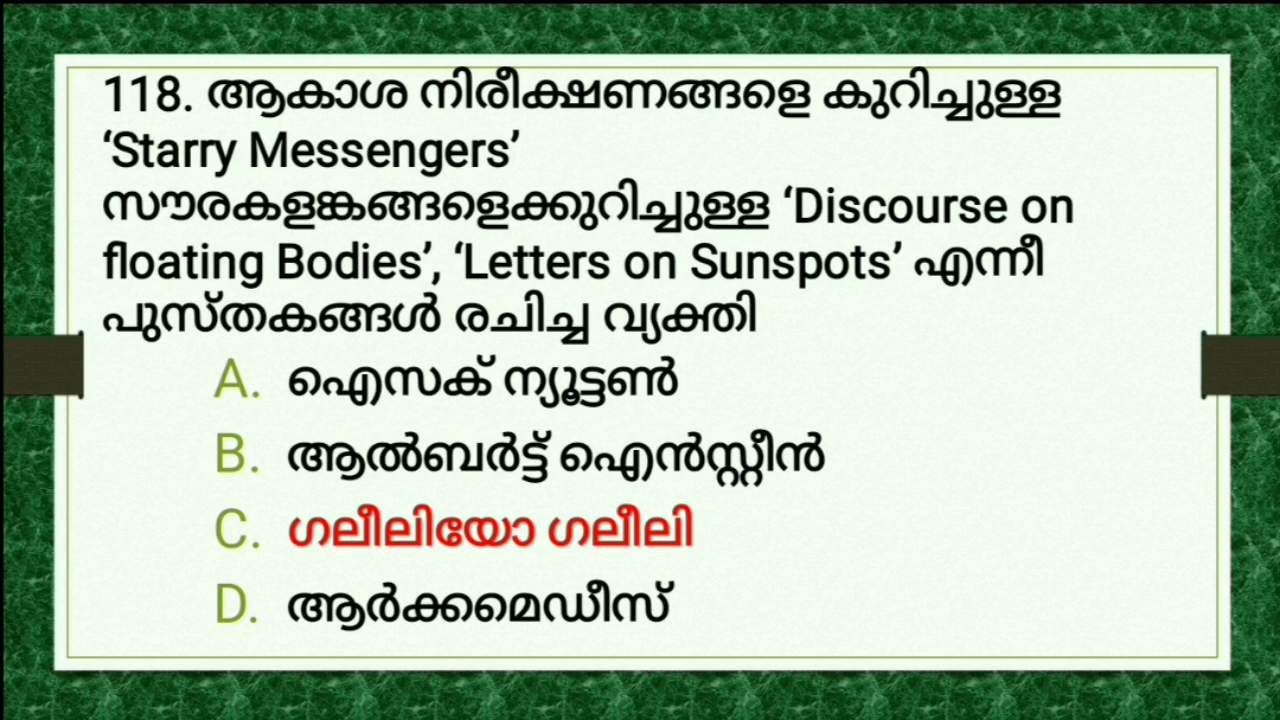 118. ആകാശ നിരീക്ഷണങ്ങളെ കുറിച്ചുള്ള
‘Starry Messengers’
സൗരകളങ്കങ്ങളെക്കുറിച്ചുള്ള ‘Discourse on
floating Bodies’, ‘Letters on Sunspots’ എന്നീ
പുസ്തകങ്ങൾ രചിച്ച വ്യക്തി
A. ഐസക് ന്യൂട്ടൺ
B. ആൽബർട്ട് ഐൻസ്റ്റീൻ
C. ഗലീലിയോ ഗലീലി
D. ആർക്കമെഡീസ്